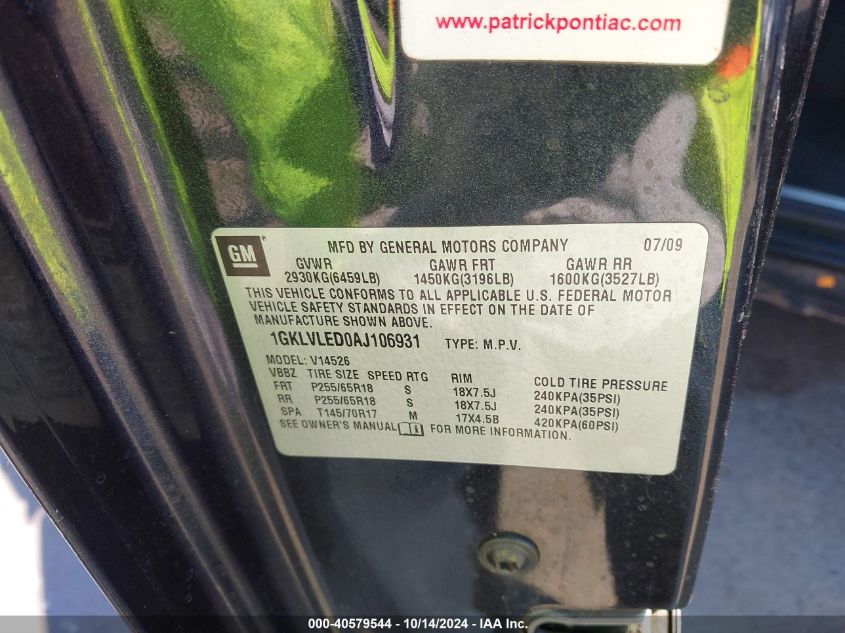 www.patrickpontiac.com
GM MFD BY GENERAL MOTORS COMPANY 07/09
GVWR GAWR FRT GAWR RR
2930KG(6459LB) 1450KG(3196LB) 1600KG(3527LB)
THIS VEHICLE CONFORMS TO ALL APPLICABLE U.S. FEDERAL MOTOR
VEHICLE SAFETY STANDARDS IN EFFECT ON THE DATE OF
MANUFACTURE SHOWN ABOVE.
1GKLVLED0AJ106931 TYPE: M.P.V.
MODEL: V14526
VBBZ TIRE SIZE SPEED RTG RIM COLD TIRE PRESSURE
FRT P255/65R18 S 18X7.5J 240KPA(35PSI)
RR P255/65R18 S 18X7.5J 240KPA(35PSI)
SPA T145/70R17 M 17X4.5B 420KPA(60PSI)
SEE OWNER'S MANUAL FOR MORE INFORMATION.
000-40579544 - 10/14/2024 - IAA Inc.